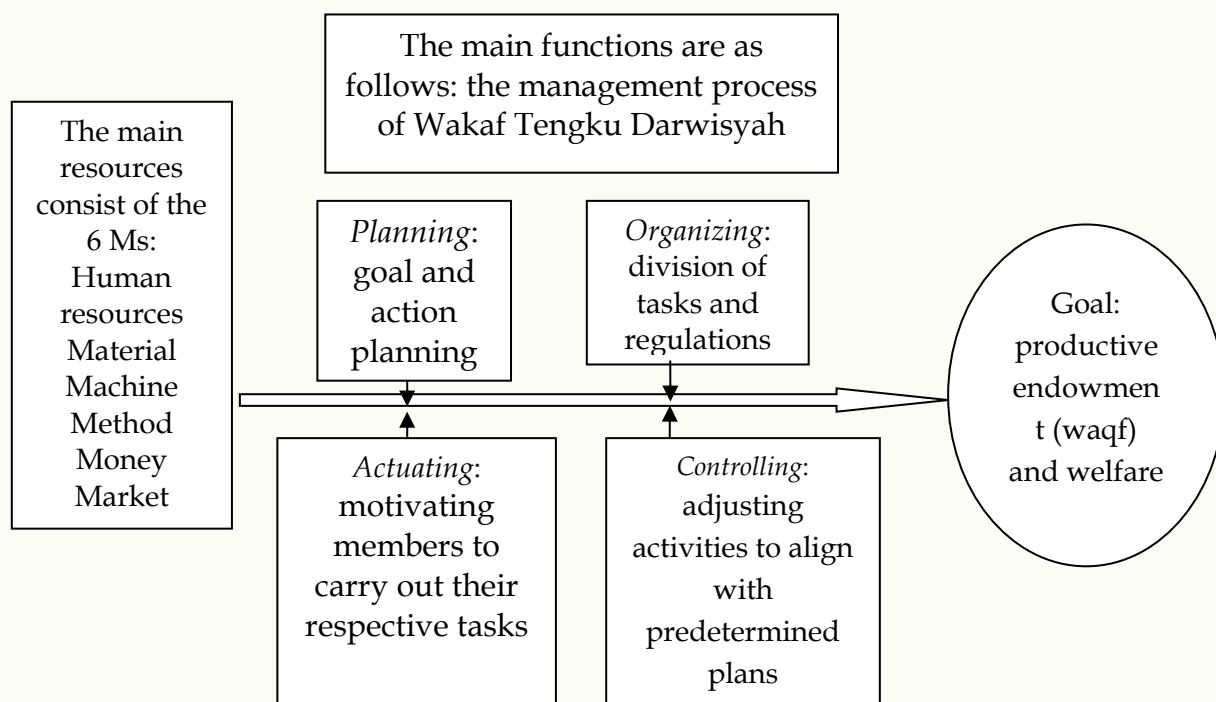 The main functions are as
follows: the management process
of Wakaf Tengku Darwisyah
The main
resources
consist of the
6 Ms:
Human
resources
Material
Machine
Method
Money
Market
Planning:
goal and
action
planning
Organizing:
division of
tasks and
regulations
Actuating:
motivating
members to
carry out their
respective tasks
Controlling:
adjusting
activities to align
with
predetermined
plans
Goal:
productive
endowmen
t (waqf)
and welfare